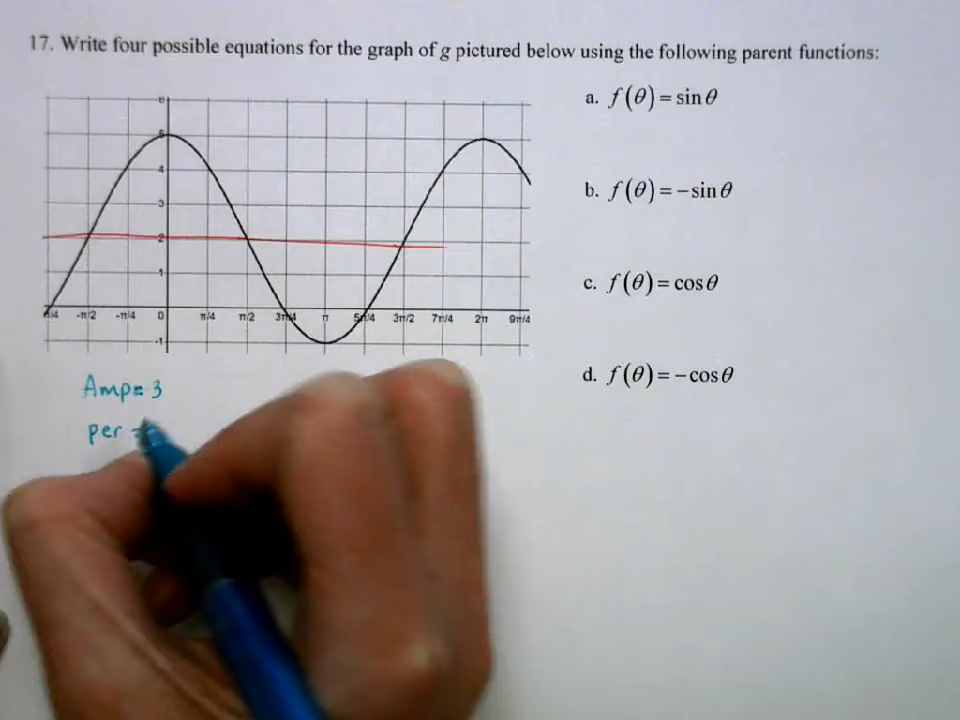 17. Write four possible equations for the graph of g pictured below using the following parent functions:
a. f(θ) = sin θ
b. f(θ) = −sin θ
c. f(θ) = cos θ
d. f(θ) = −cos θ
5
4
3
2
1
-π/2 -π/4 0 π/4 π/2 3π/4 π 5π/4 3π/2 7π/4 2π 9π/4
-1
Amp = 3
per =